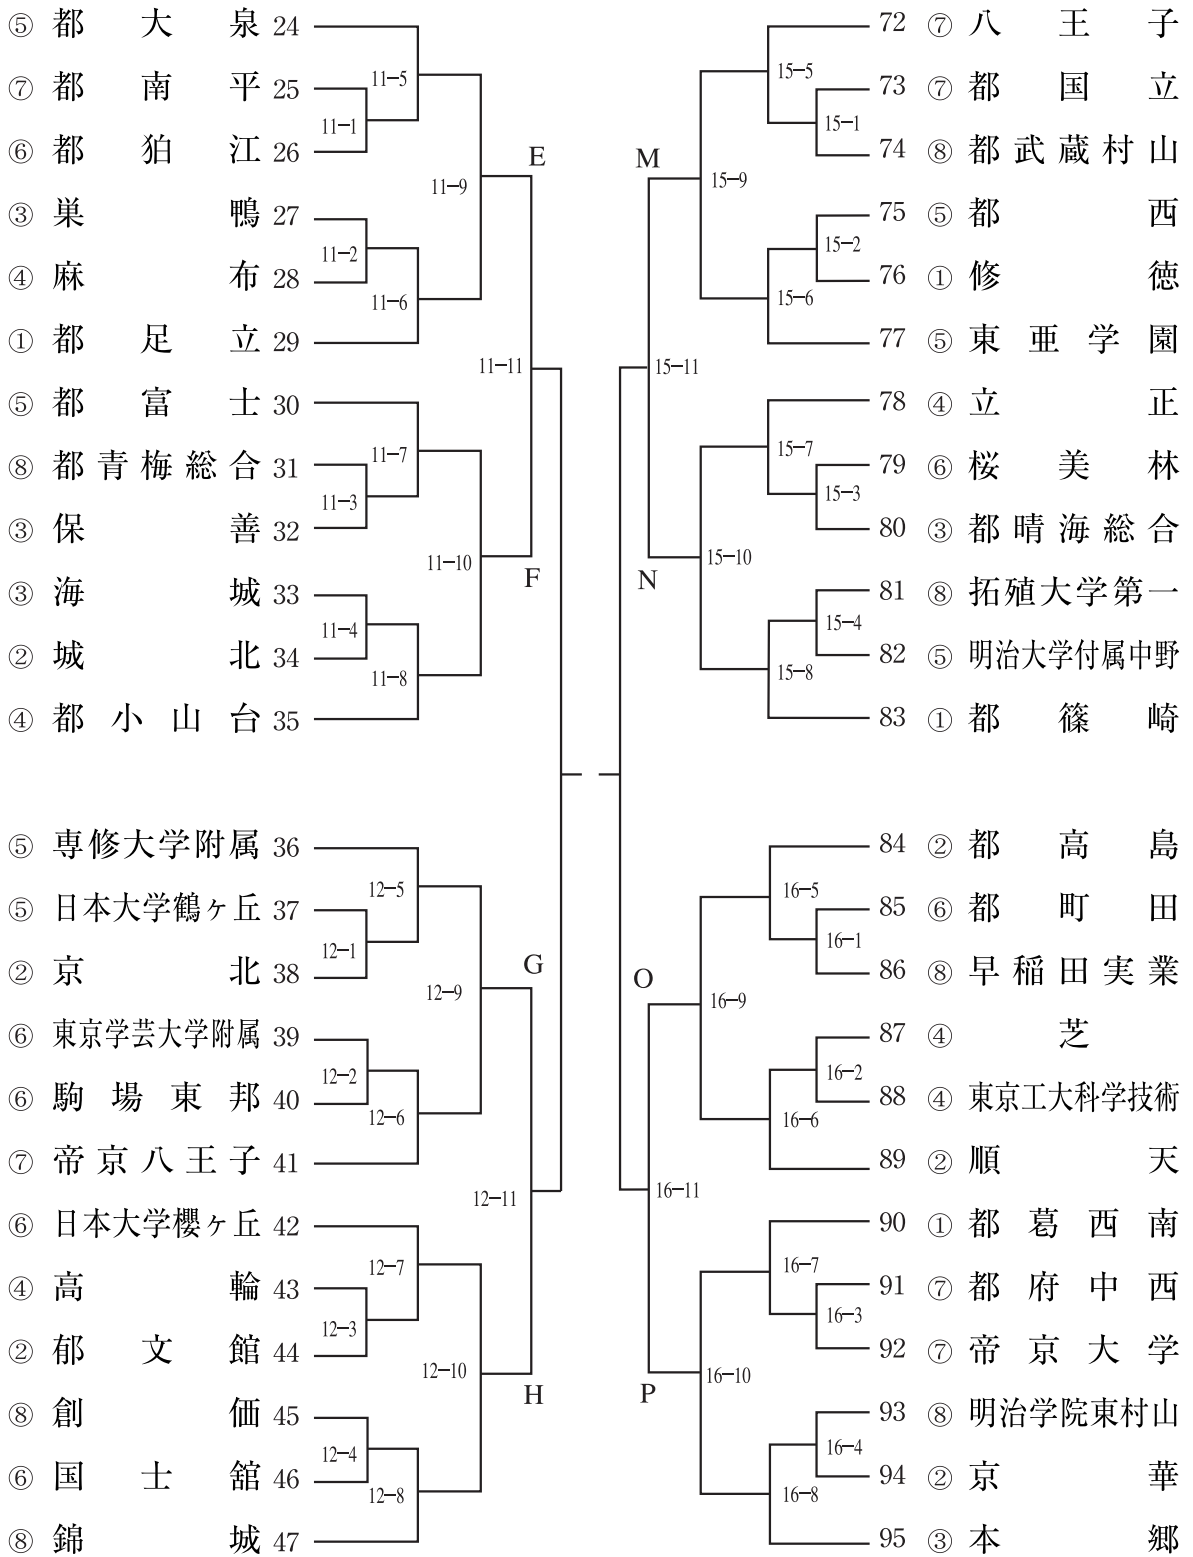 ⑤ 都大泉 24
⑦ 都南平 25
⑥ 都狛江 26
③ 巣鴨 27
④ 麻布 28
① 都足立 29
⑤ 都富士 30
⑧ 都青梅総合 31
③ 保善 32
③ 海城 33
② 城北 34
④ 都小山台 35
11-5
11-1
E
11-9
11-2
11-6
11-11
11-7
11-3
11-10
F
11-4
11-8
⑤ 専修大学附属 36
⑤ 日本大学鶴ヶ丘 37
② 京北 38
⑥ 東京学芸大学附属 39
⑥ 駒場東邦 40
⑦ 帝京八王子 41
⑥ 日本大学櫻ヶ丘 42
④ 高輪 43
② 郁文館 44
⑧ 創価 45
⑥ 国士舘 46
⑧ 錦城 47
12-5
12-1
G
12-9
12-2
12-6
12-11
12-7
12-3
12-10
H
12-4
12-8
72 ⑦ 八王子
73 ⑦ 都国立
74 ⑧ 都武蔵村山
75 ⑤ 都西
76 ① 修徳
77 ⑤ 東亜学園
78 ④ 立正
79 ⑥ 桜美林
80 ③ 都晴海総合
81 ⑧ 拓殖大学第一
82 ⑤ 明治大学付属中野
83 ① 都篠崎
15-5
15-1
M
15-9
15-2
15-6
15-11
15-7
15-3
15-10
N
15-4
15-8
84 ② 都高島
85 ⑥ 都町田
86 ⑧ 早稲田実業
87 ④ 芝
88 ④ 東京工大科学技術
89 ② 順天
90 ① 都葛西南
91 ⑦ 都府中西
92 ⑦ 帝京大学
93 ⑧ 明治学院東村山
94 ② 京華
95 ③ 本郷
16-5
16-1
O
16-9
16-2
16-6
16-11
16-7
16-3
16-10
P
16-4
16-8